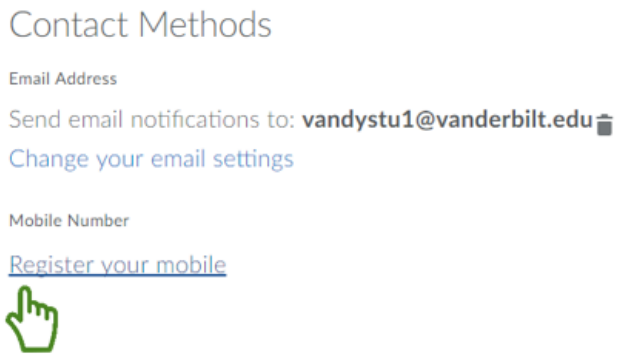 Contact Methods
Email Address
Send email notifications to: vandystu1@vanderbilt.edu
Change your email settings
Mobile Number
Register your mobile